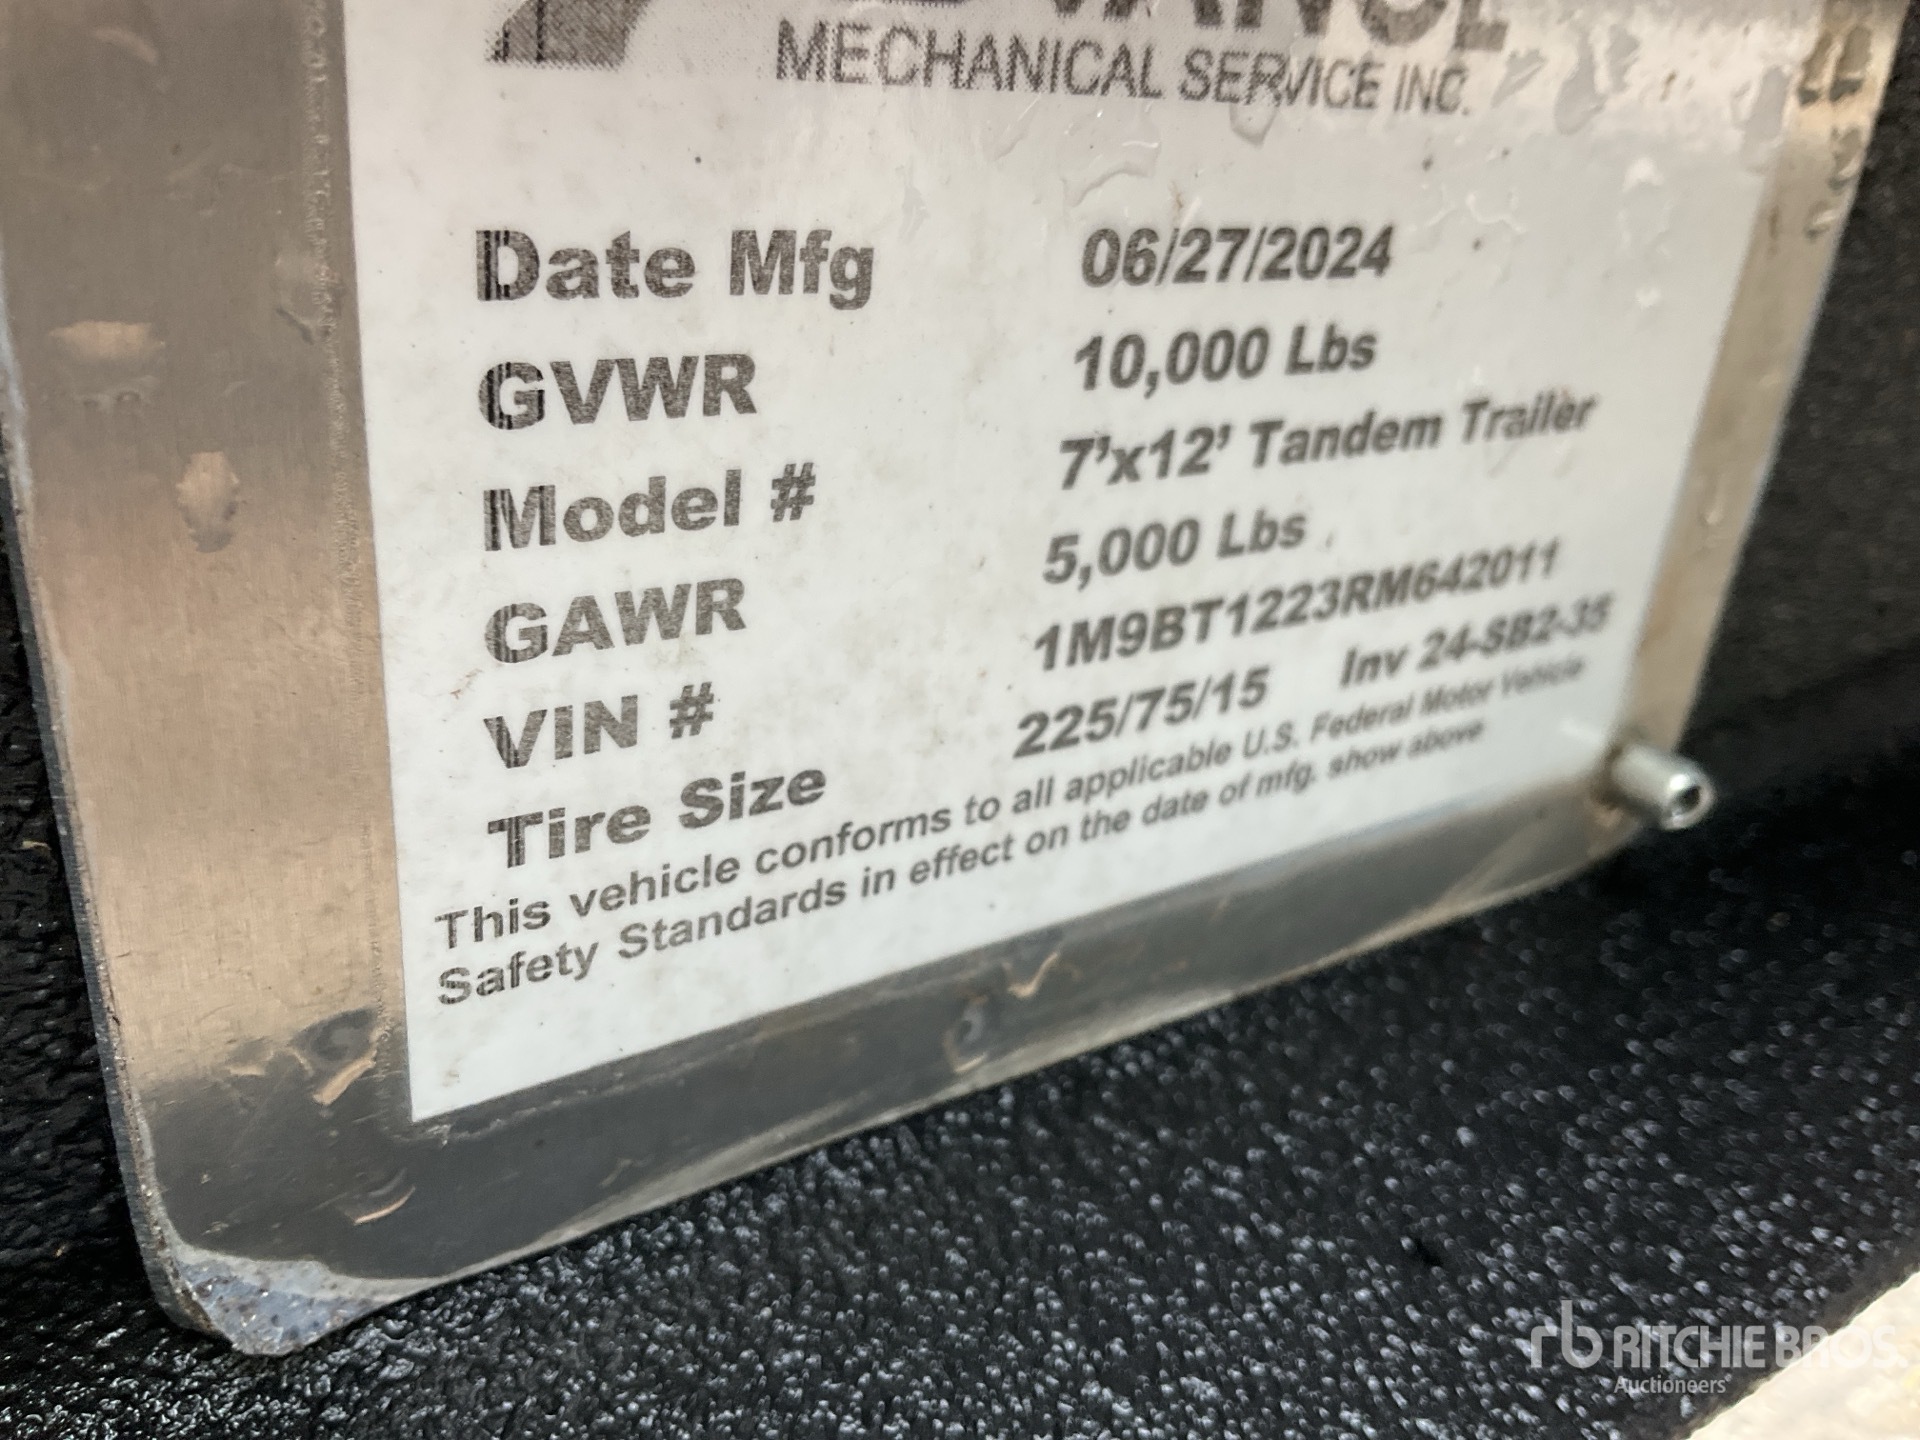 MECHANICAL SERVICE INC.
Date Mfg 06/27/2024
GVWR 10,000 Lbs
Model # 7'x12' Tandem Trailer
GAWR 5,000 Lbs
VIN # 1M9BT1223RM642011
Tire Size 225/75/15 Inv 24-SB2-35
This vehicle conforms to all applicable U.S. Federal Motor Vehicle
Safety Standards in effect on the date of mfg. show above
rb RITCHIE BROS.
Auctioneers